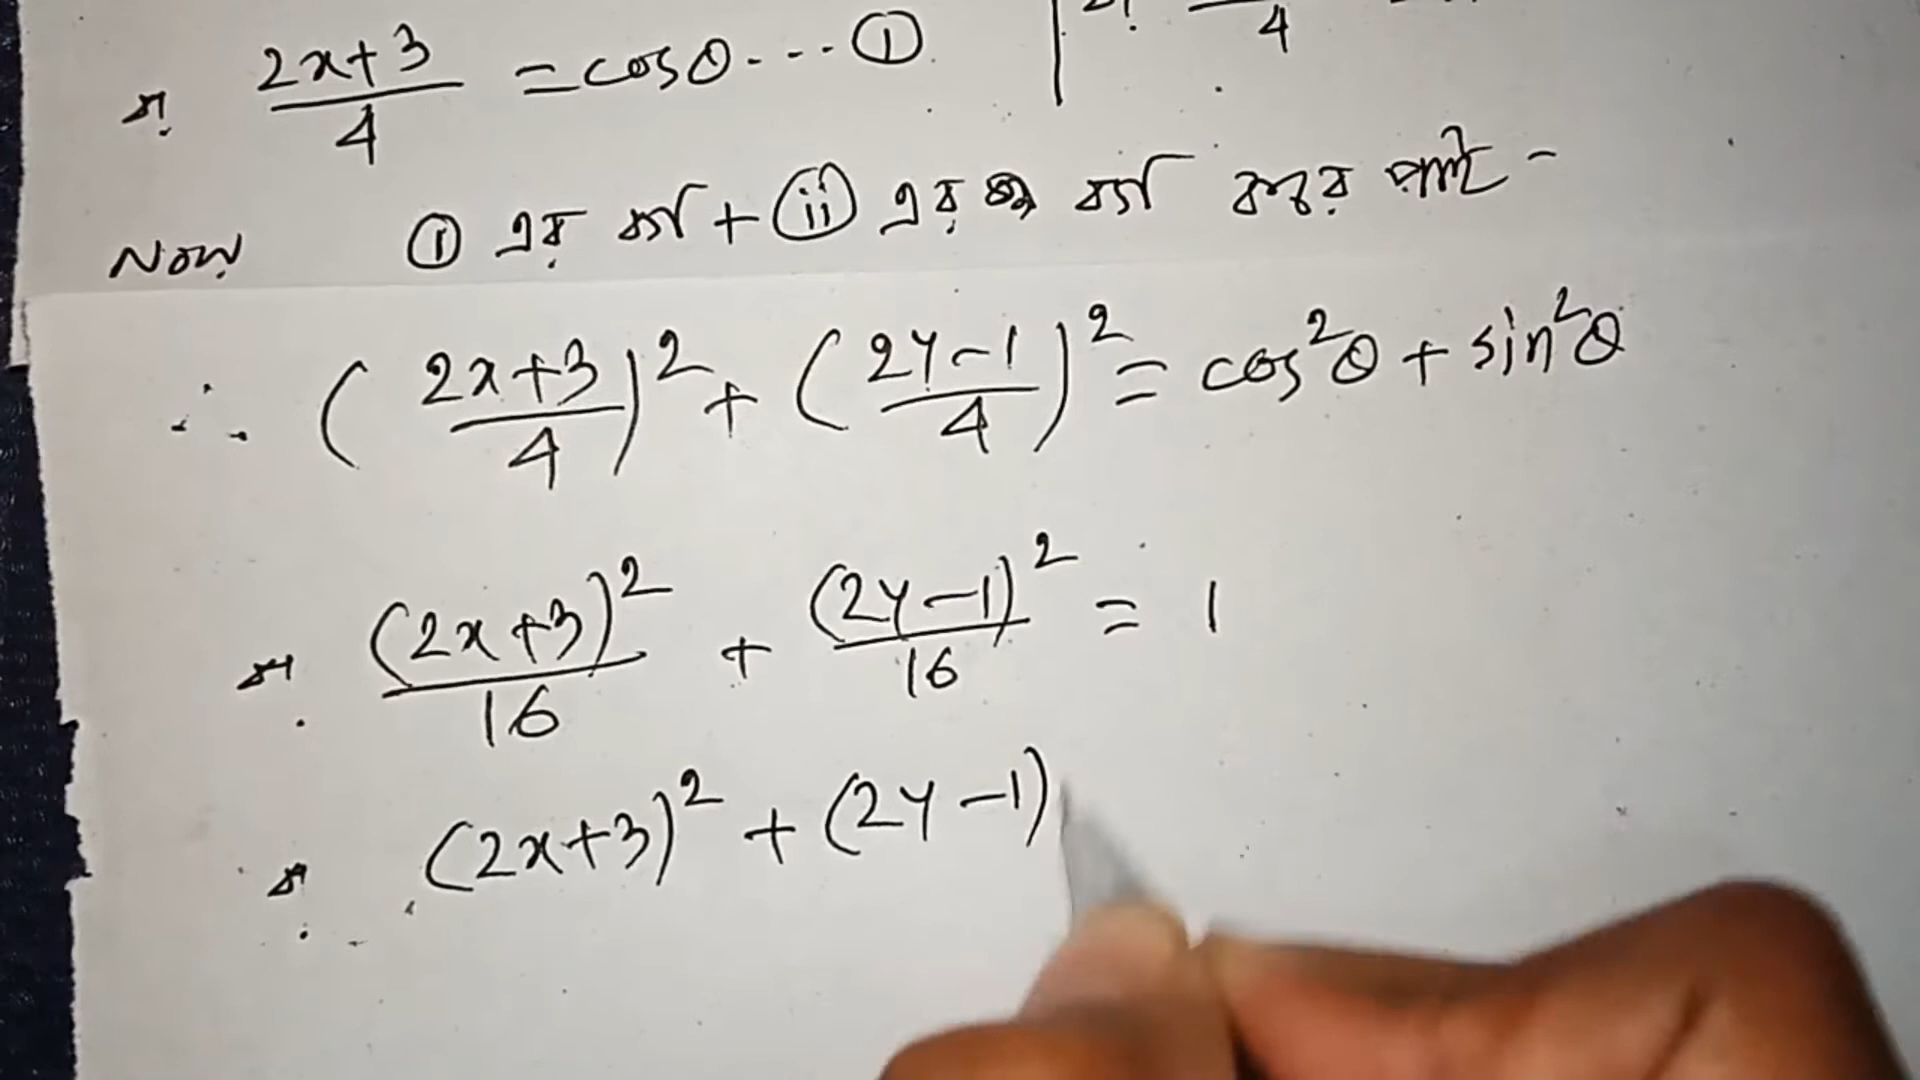 বা, (2x+3)/4 = cosθ --- ①
4
Now ① এর বর্গ + ⅱ এর বর্গ করে পাই -
∴ ((2x+3)/4)² + ((2y-1)/4)² = cos²θ + sin²θ
বা, (2x+3)²/16 + (2y-1)²/16 = 1
বা, (2x+3)² + (2y-1)